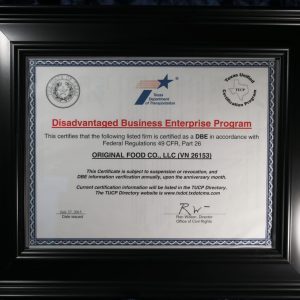 Texas
Department
of Transportation
Texas Unified
Certification Program
TUCP
Disadvantaged Business Enterprise Program
This certifies that the following listed firm is certified as a DBE in accordance with
Federal Regulations 49 CFR, Part 26
ORIGINAL FOOD CO., LLC (VN 26153)
This Certificate is subject to suspension or revocation, and
DBE information verification annually, upon the anniversary month.
Current certification information will be listed in the TUCP Directory.
The TUCP website is www.txdot.txdotcms.com
Date issued
Director
Office of Civil Rights